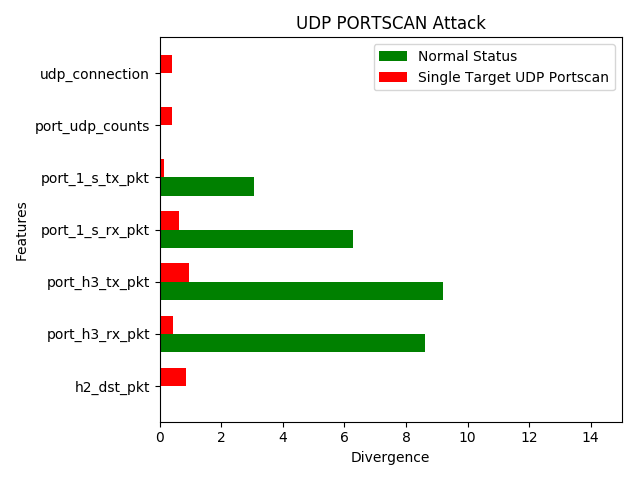 UDP PORTSCAN Attack
Normal Status
Single Target UDP Portscan
udp_connection
port_udp_counts
port_1_s_tx_pkt
port_1_s_rx_pkt
port_h3_tx_pkt
port_h3_rx_pkt
h2_dst_pkt
Features
0 2 4 6 8 10 12 14
Divergence